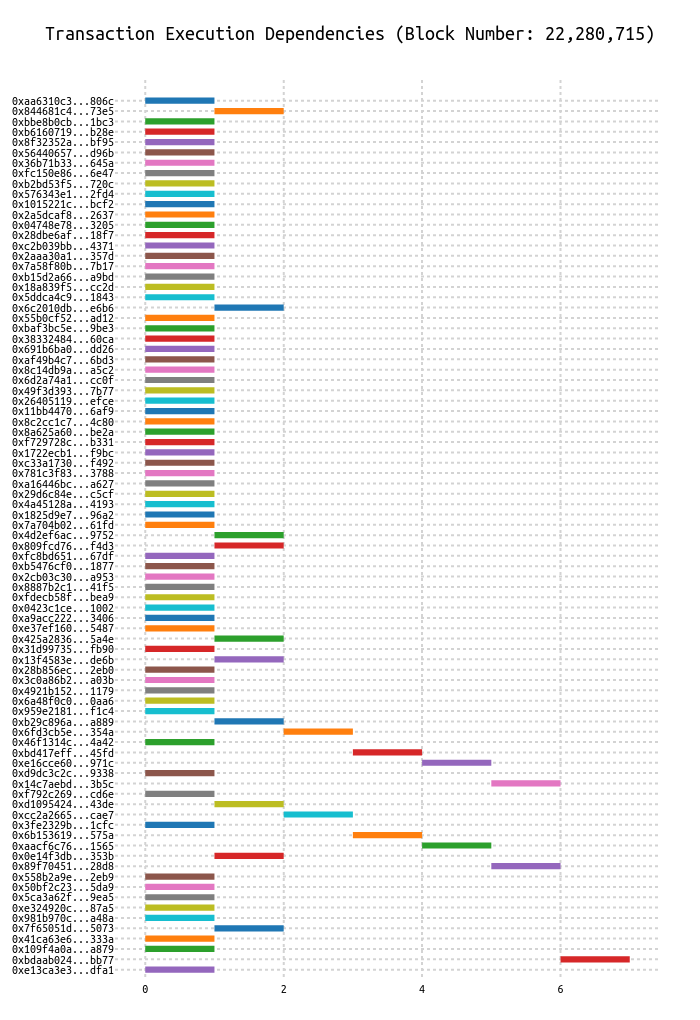 Transaction Execution Dependencies (Block Number: 22,280,715)
0xaa6310c3...806c
0x844681c4...73e5
0xbbe8b0cb...1bc3
0xb6160719...b28e
0x8f32352a...bf95
0x56440657...d96b
0x36b71b33...645a
0xfc150e86...6e47
0xb2bd53f5...720c
0x576343e1...2fd4
0x1015221c...bcf2
0x2a5dcaf8...2637
0x04748e78...3205
0x28dbe6af...18f7
0xc2b039bb...4371
0x2aaa30a1...357d
0x7a58f80b...7b17
0xb15d2a66...a9bd
0x18a839f5...cc2d
0x5ddca4c9...1843
0x6c2010db...e6b6
0x55b0cf52...ad12
0xbaf3bc5e...9be3
0x38332484...60ca
0x691b6ba0...dd26
0xaf49b4c7...6bd3
0x8c14db9a...a5c2
0x6d2a74a1...cc0f
0x49f3d393...7b77
0x26405119...efce
0x11bb4470...6af9
0x8c2cc1c7...4c80
0x8a625a60...be2a
0xf729728c...b331
0x1722ecb1...f9bc
0xc33a1730...f492
0x781c3f83...3788
0xa16446bc...a627
0x29d6c84e...c5cf
0x4a45128a...4193
0x1825d9e7...96a2
0x7a704b02...61fd
0x4d2ef6ac...9752
0x809fcd76...f4d3
0xfc8bd651...67df
0xb5476cf0...1877
0x2cb03c30...a953
0x8887b2c1...41f5
0xfdecb58f...bea9
0x0423c1ce...1002
0xa9acc212...3406
0xe37ef160...5487
0x425a2836...5a4e
0x31d99735...fb90
0x13f4583e...de6b
0x28b856ec...2eb0
0x3c0a86b2...a03b
0x4921b152...1179
0x6a48f0c0...0aa6
0x959e2181...f1c4
0xb29c896a...a889
0x6fd3cb5e...354a
0x46f1314c...4a42
0xbd417eff...45fd
0xe16cce60...971c
0xd9dc3c2c...9338
0x14c7aebd...3b5c
0xf792c269...cd6e
0xd1095424...43de
0xcc2a2665...cae7
0x3fe2329b...1cfc
0x6b153619...575a
0xaacf6c76...1565
0x0e14f3db...353b
0x89f70451...28d8
0x558b2a9e...2eb9
0x50bf2c23...5da9
0x5ca3a62f...9ea5
0xe324920c...87a5
0x981b970c...a48a
0x7f65051d...5073
0x41ca63e6...333a
0x109f4a0a...a879
0xbdaab024...bb77
0xe13ca3e3...dfa1
0 2 4 6